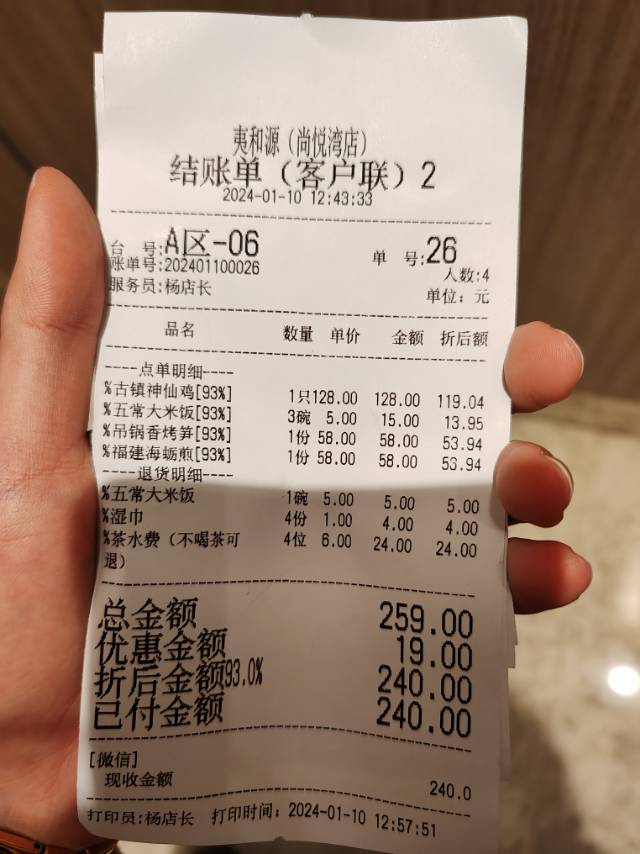 夷和源（尚悦湾店）
结账单（客户联）2
2024-01-10 12:43:33
台 号:A区-06 单 号:26
账单号:202401100026 人数:4
服务员:杨店长 单位: 元
品名 数量 单价 金额 折后额
----点单明细----
%古镇神仙鸡[93%] 1只128.00 128.00 119.04
%五常大米饭[93%] 3碗 5.00 15.00 13.95
%吊锅香烤笋[93%] 1份 58.00 58.00 53.94
%福建海蛎煎[93%] 1份 58.00 58.00 53.94
----退货明细----
%五常大米饭 1碗 5.00 5.00 5.00
%湿巾 4份 1.00 4.00 4.00
%茶水费（不喝茶可 4位 6.00 24.00 24.00
退）
总金额 259.00
优惠金额 19.00
折后金额93.0% 240.00
已付金额 240.00
[微信]
现收金额 240.0
打印员:杨店长 打印时间: 2024-01-10 12:57:51